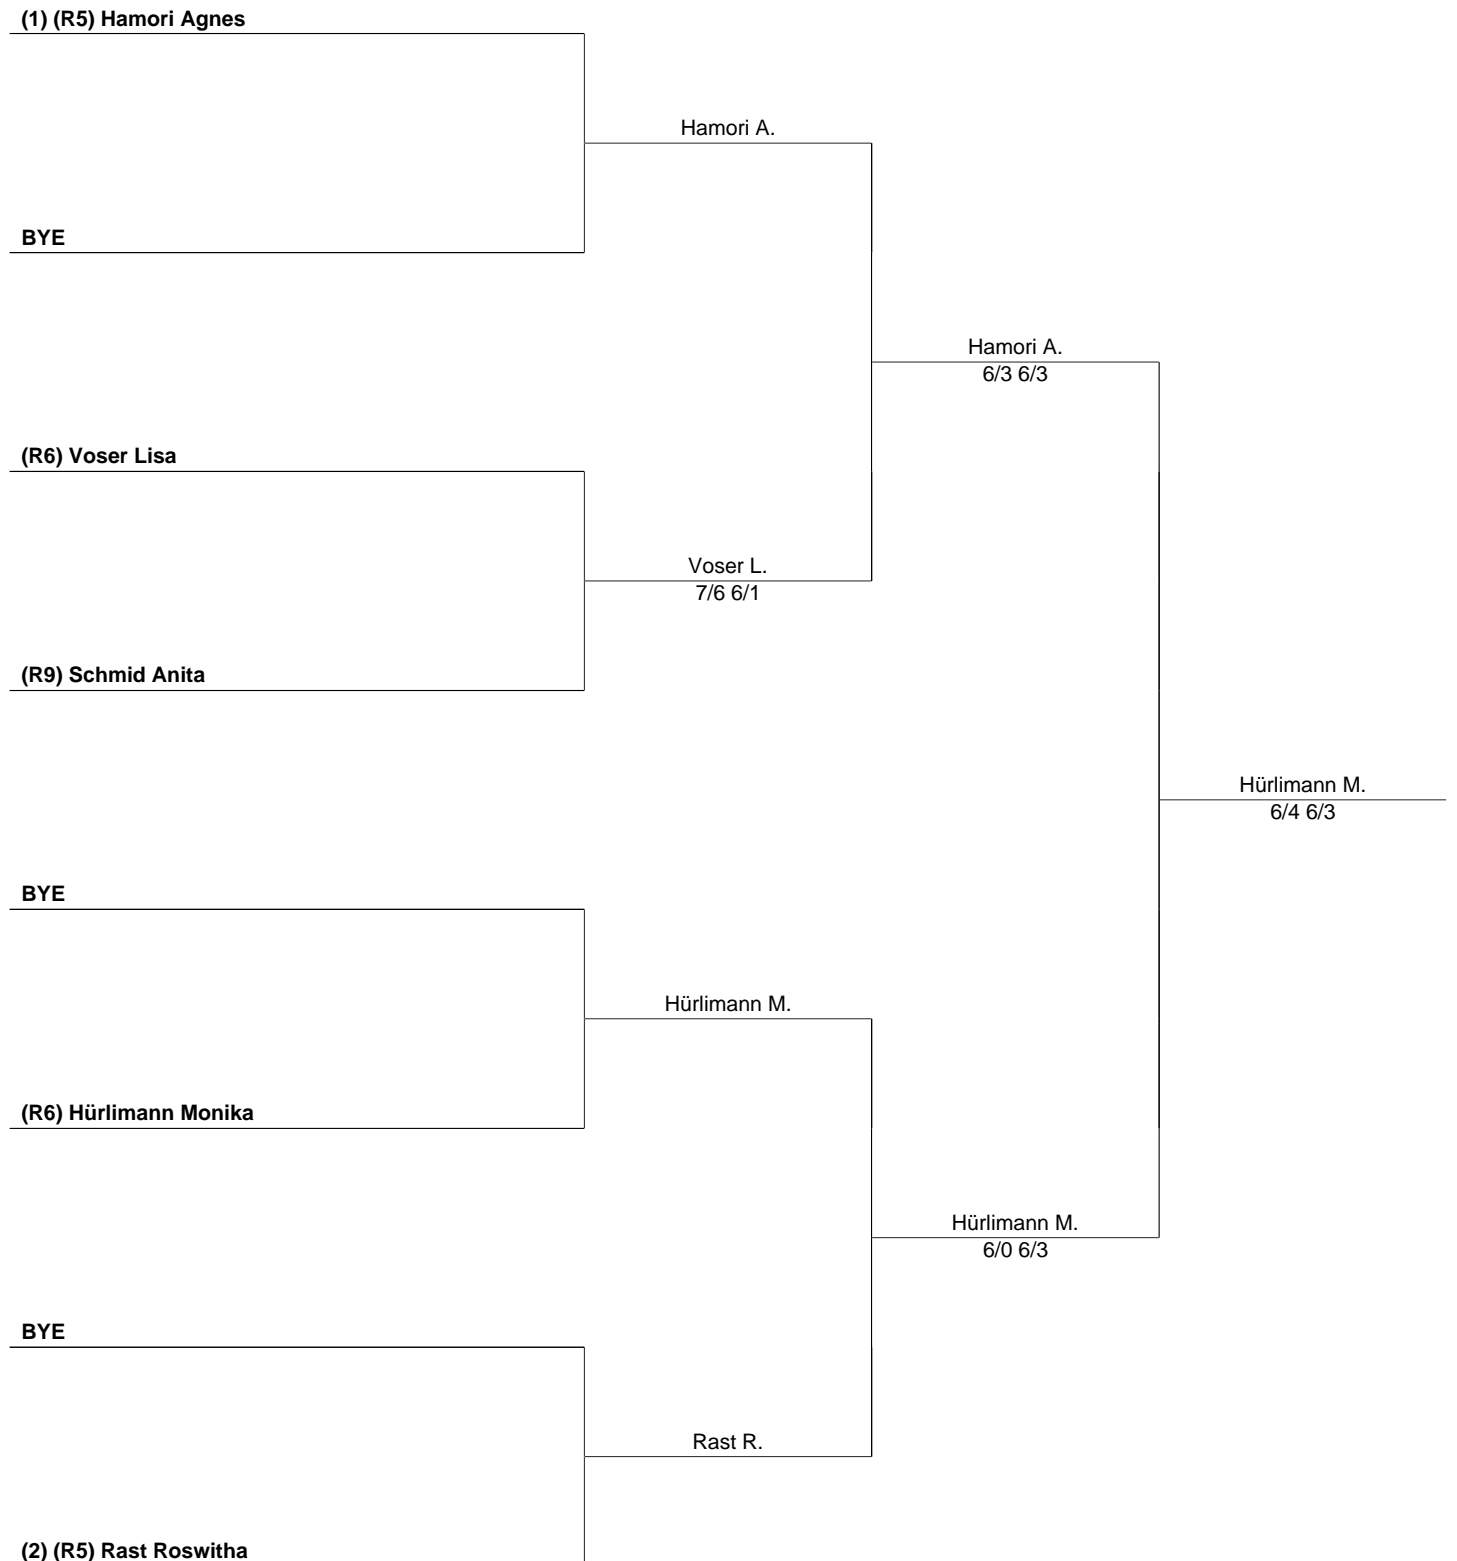 (1) (R5) Hamori Agnes
Hamori A.
BYE
Hamori A.
6/3 6/3
(R6) Voser Lisa
Voser L.
7/6 6/1
(R9) Schmid Anita
Hürlimann M.
6/4 6/3
BYE
Hürlimann M.
(R6) Hürlimann Monika
Hürlimann M.
6/0 6/3
BYE
Rast R.
(2) (R5) Rast Roswitha